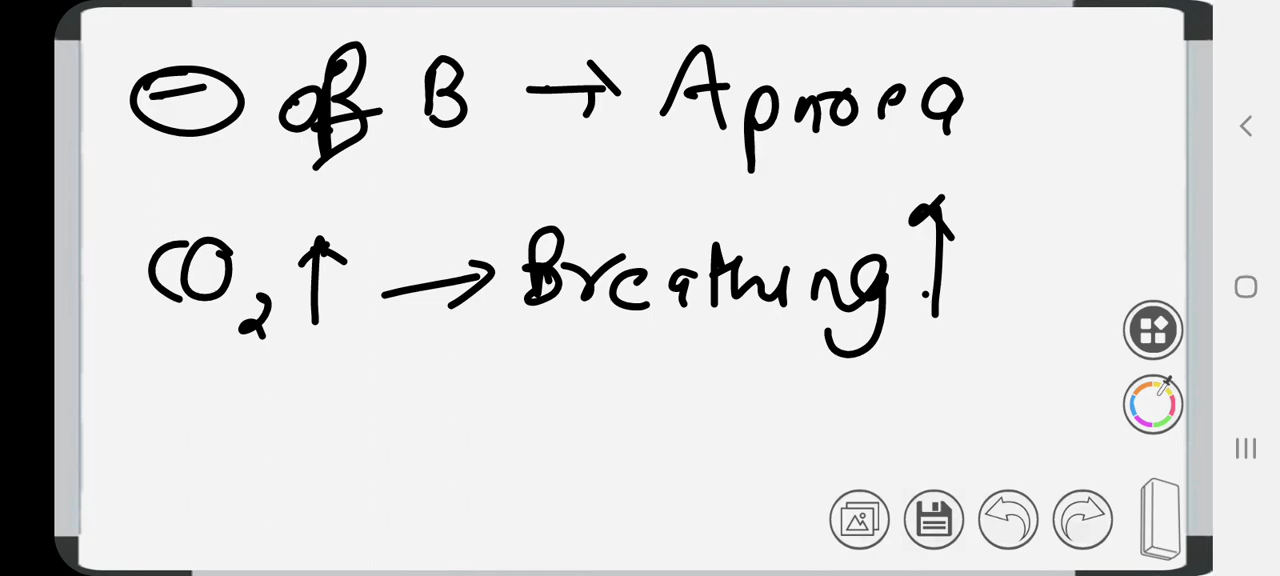 ⊖ of B → Apnoea
CO₂ ↑ → Breathing ↑